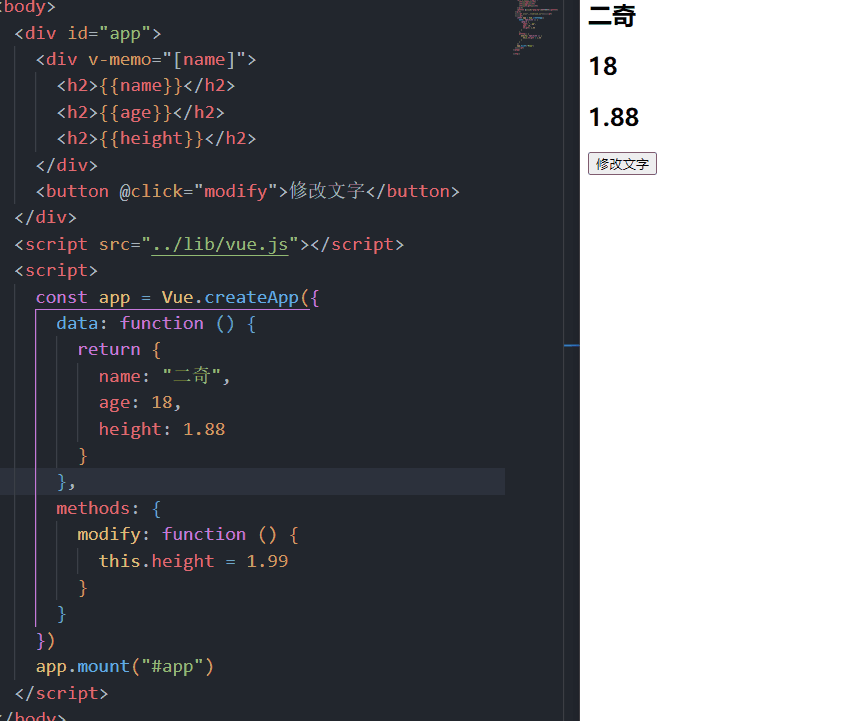 <body>
<div id="app">
<div v-memo="[name]">
<h2>{{name}}</h2>
<h2>{{age}}</h2>
<h2>{{height}}</h2>
</div>
<button @click="modify">修改文字</button>
</div>
<script src="../lib/vue.js"></script>
<script>
const app = Vue.createApp({
data: function () {
return {
name: "二奇",
age: 18,
height: 1.88
}
},
methods: {
modify: function () {
this.height = 1.99
}
}
})
app.mount("#app")
</script>
</body>
二奇
18
1.88
修改文字